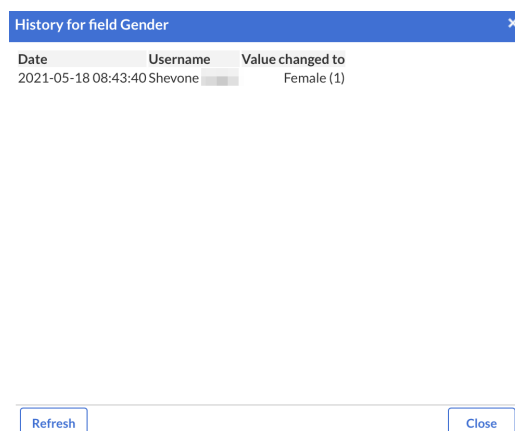 History for field Gender ×
Date Username Value changed to
2021-05-18 08:43:40 Shevone Female (1)
Refresh Close